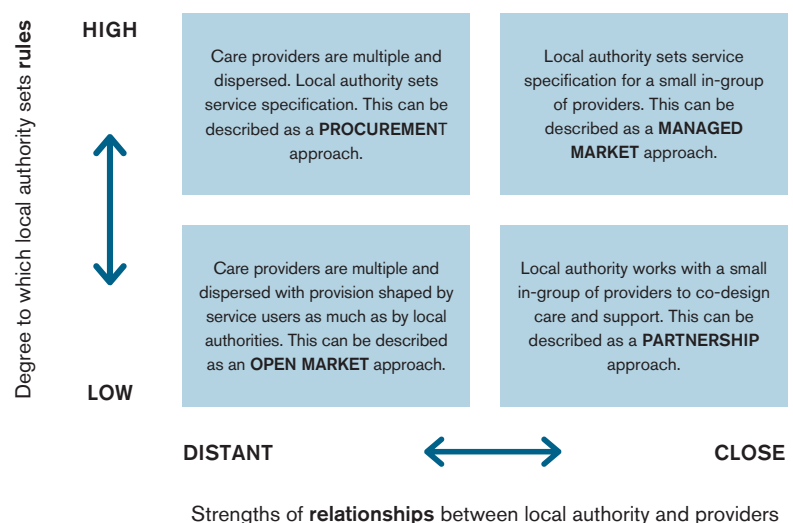 Degree to which local authority sets rules
HIGH
LOW
Care providers are multiple and
dispersed. Local authority sets
service specification. This can be
described as a PROCUREMENT
approach.
Local authority sets service
specification for a small in-group
of providers. This can be
described as a MANAGED
MARKET approach.
Care providers are multiple and
dispersed with provision shaped by
service users as much as by local
authorities. This can be described
as an OPEN MARKET approach.
Local authority works with a small
in-group of providers to co-design
care and support. This can be
described as a PARTNERSHIP
approach.
DISTANT
CLOSE
Strengths of relationships between local authority and providers